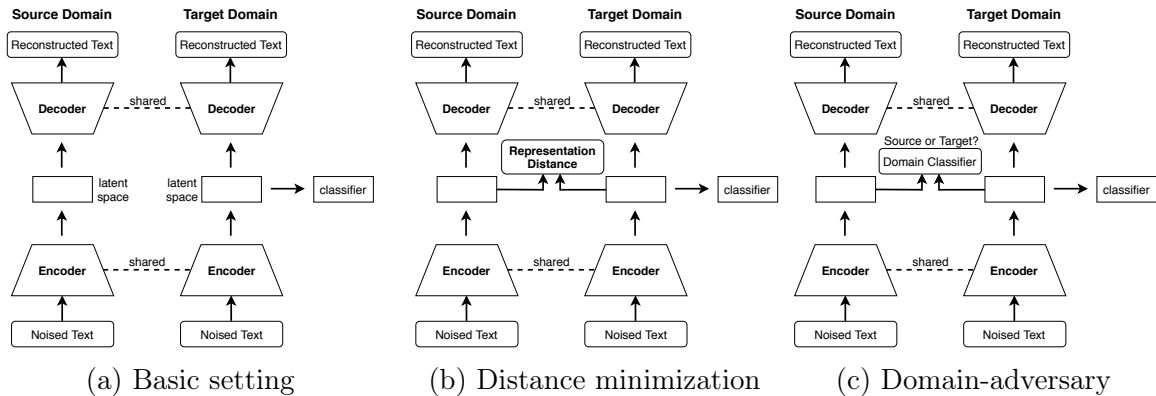 Source Domain Target Domain
Reconstructed Text Reconstructed Text
Decoder shared Decoder
latent space latent space classifier
Encoder shared Encoder
Noised Text Noised Text
(a) Basic setting
Source Domain Target Domain
Reconstructed Text Reconstructed Text
Decoder shared Decoder
Representation
Distance
classifier
Encoder shared Encoder
Noised Text Noised Text
(b) Distance minimization
Source Domain Target Domain
Reconstructed Text Reconstructed Text
Decoder shared Decoder
Source or Target?
Domain Classifier
classifier
Encoder shared Encoder
Noised Text Noised Text
(c) Domain-adversary